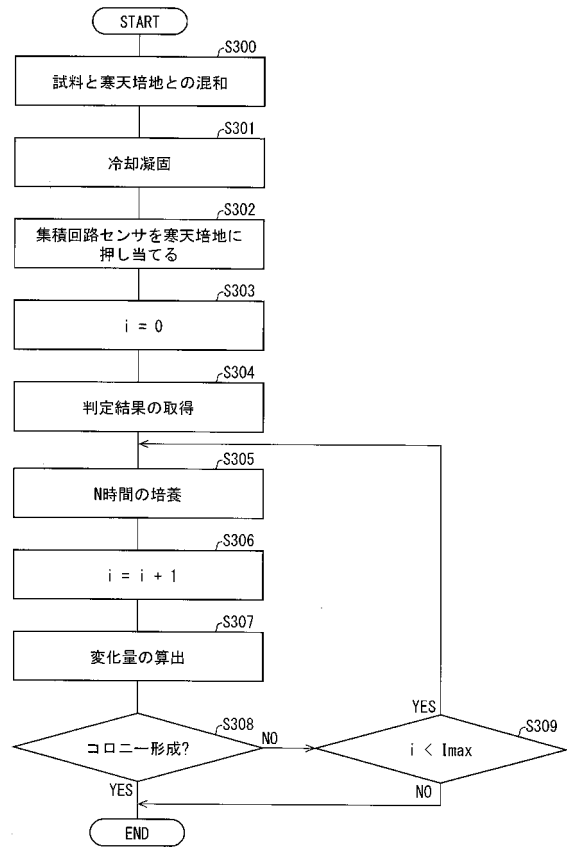 START
S300
試料と寒天培地との混和
S301
冷却凝固
S302
集積回路センサを寒天培地に
押し当てる
S303
i = 0
S304
判定結果の取得
S305
N時間の培養
S306
i = i + 1
S307
変化量の算出
S308
コロニー形成?
NO
YES
S309
i < Imax
YES
NO
END